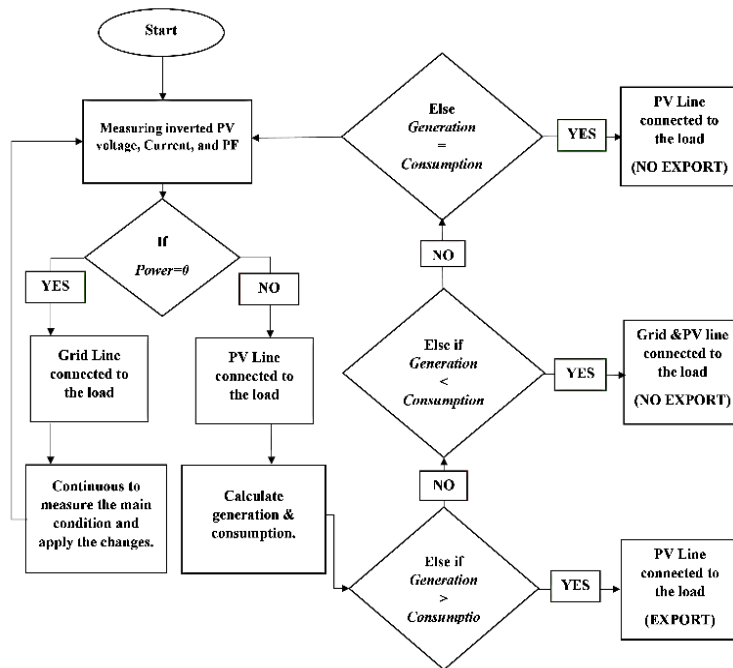 Start
Measuring inverted PV
voltage, Current, and PF
If
Power=0
YES
NO
Grid Line
connected to
the load
PV Line
connected to
the load
Continuous to
measure the main
condition and
apply the changes.
Calculate
generation &
consumption.
Else if
Generation
>
Consumptio
YES
PV Line
connected to
the load
(EXPORT)
NO
Else if
Generation
<
Consumption
YES
Grid &PV line
connected to
the load
(NO EXPORT)
NO
Else
Generation
=
Consumption
YES
PV Line
connected to
the load
(NO EXPORT)